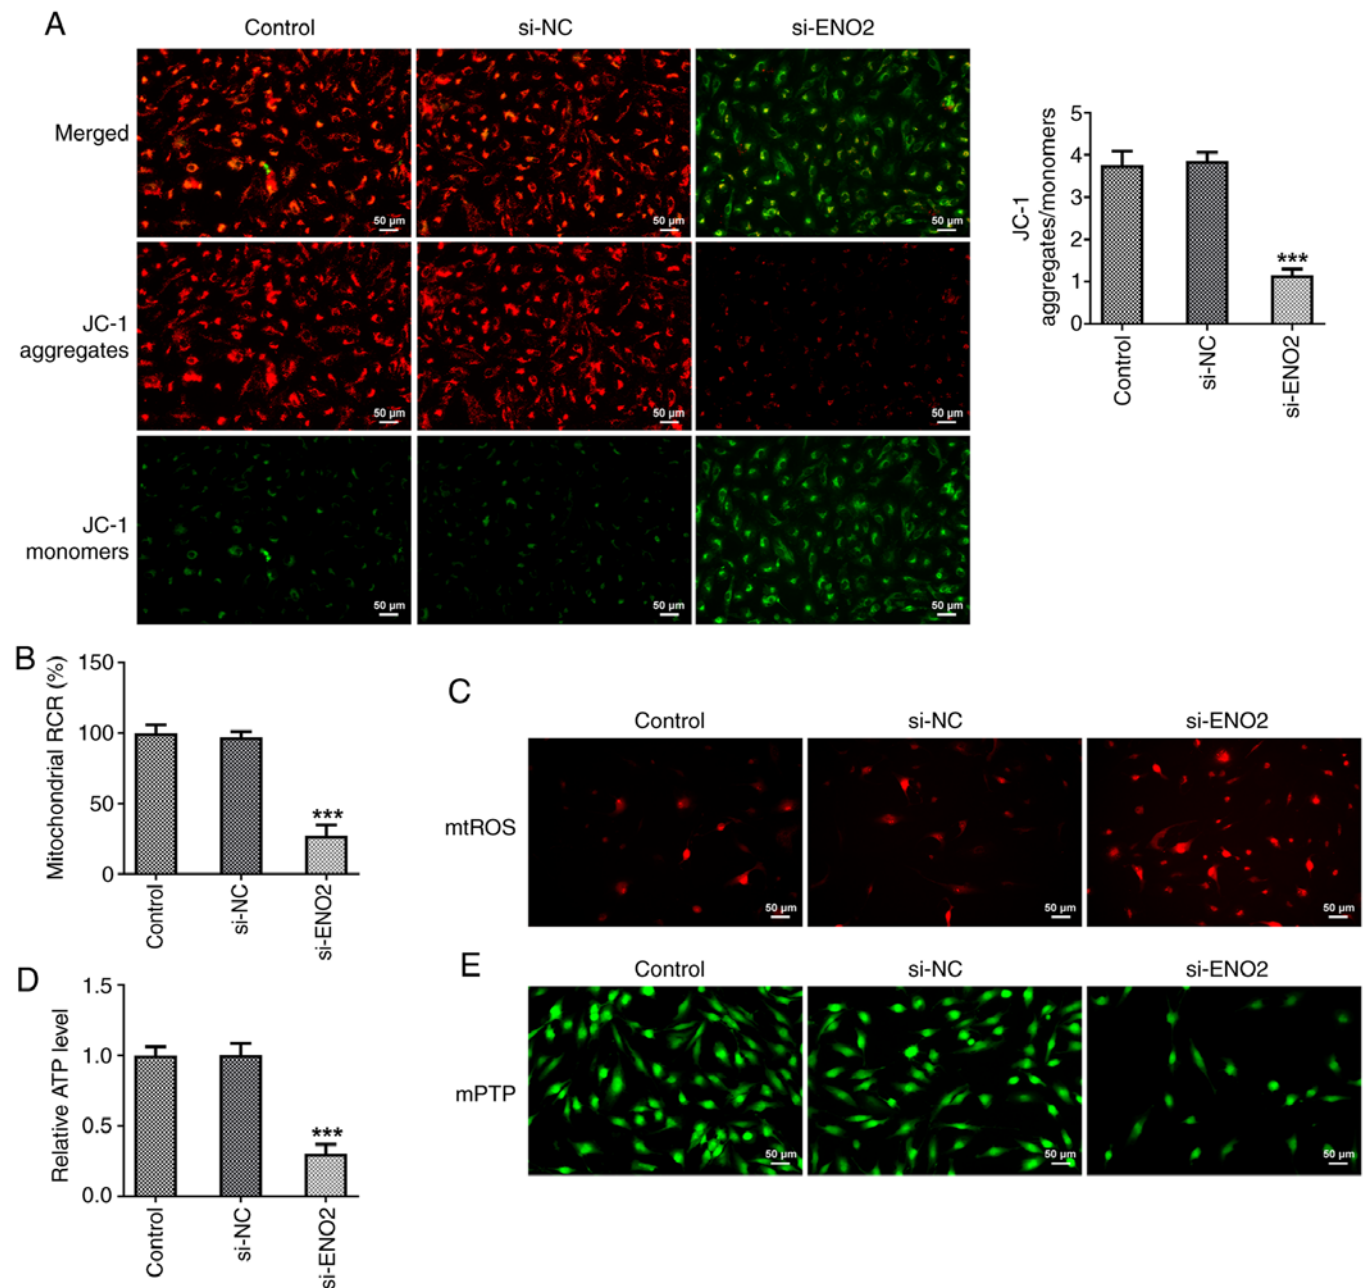 A
Control
si-NC
si-ENO2
Merged
50 µm
50 µm
50 µm
JC-1
aggregates
50 µm
50 µm
50 µm
JC-1
monomers
50 µm
50 µm
50 µm
JC-1
aggregates/monomers
5
4
3
2
1
0
***
Control
si-NC
si-ENO2
B
Mitochondrial RCR (%)
150
100
50
0
***
Control
si-NC
si-ENO2
C
Control
si-NC
si-ENO2
mtROS
50 µm
50 µm
50 µm
D
Relative ATP level
1.5
1.0
0.5
0.0
***
Control
si-NC
si-ENO2
E
Control
si-NC
si-ENO2
mPTP
50 µm
50 µm
50 µm